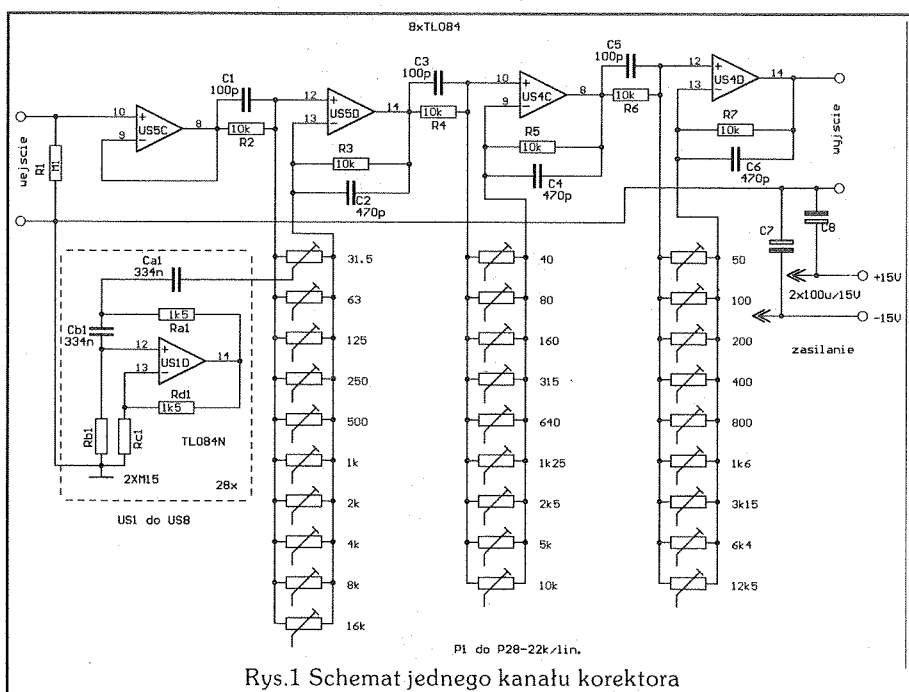 8xTL084
C1
100p
10
+
9
-
US5C
8
10k
R2
wejscie
R1
M1
12
+
13
-
US5D
14
R3
10k
C2
470p
C3
100p
10k
R4
10
+
9
-
US4C
8
R5
10k
C4
470p
C5
100p
10k
R6
12
+
13
-
US4D
14
R7
10k
C6
470p
wyjscie
C7
C8
+15V
2x100u/15V
-15V
zasilanie
Ca1
334n
Cb1
334n
1k5
Ra1
12
+
13
-
US1D
14
Rd1
1k5
Rb1
Rc1
TL084N
2XM15
28x
US1 do US8
31.5
63
125
250
500
1k
2k
4k
8k
16k
40
80
160
315
640
1k25
2k5
5k
10k
50
100
200
400
800
1k6
3k15
6k4
12k5
P1 do P28-22k/lin.
Rys.1 Schemat jednego kanału korektora